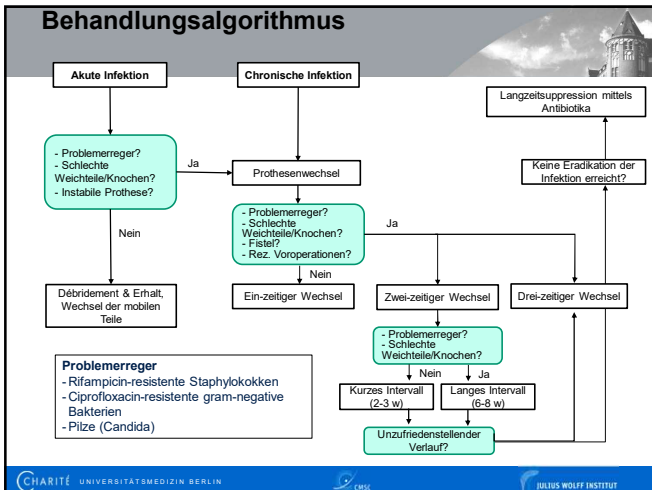 Behandlungsalgorithmus
Akute Infektion
Chronische Infektion
Langzeitsuppression mittels
Antibiotika
- Problemerreger?
- Schlechte
Weichteile/Knochen?
- Instabile Prothese?
Ja
Prothesenwechsel
Keine Eradikation der
Infektion erreicht?
Nein
- Problemerreger?
- Schlechte
Weichteile/Knochen?
- Fistel?
- Rez. Voroperationen?
Ja
Nein
Débridement & Erhalt,
Wechsel der mobilen
Teile
Ein-zeitiger Wechsel
Zwei-zeitiger Wechsel
Drei-zeitiger Wechsel
- Problemerreger?
- Schlechte
Weichteile/Knochen?
Nein
Ja
Kurzes Intervall
(2-3 w)
Langes Intervall
(6-8 w)
Unzufriedenstellender
Verlauf?
Problemerreger
- Rifampicin-resistente Staphylokokken
- Ciprofloxacin-resistente gram-negative
Bakterien
- Pilze (Candida)
CHARITÉ UNIVERSITÄTSMEDIZIN BERLIN
CMSC
JULIUS WOLFF INSTITUT